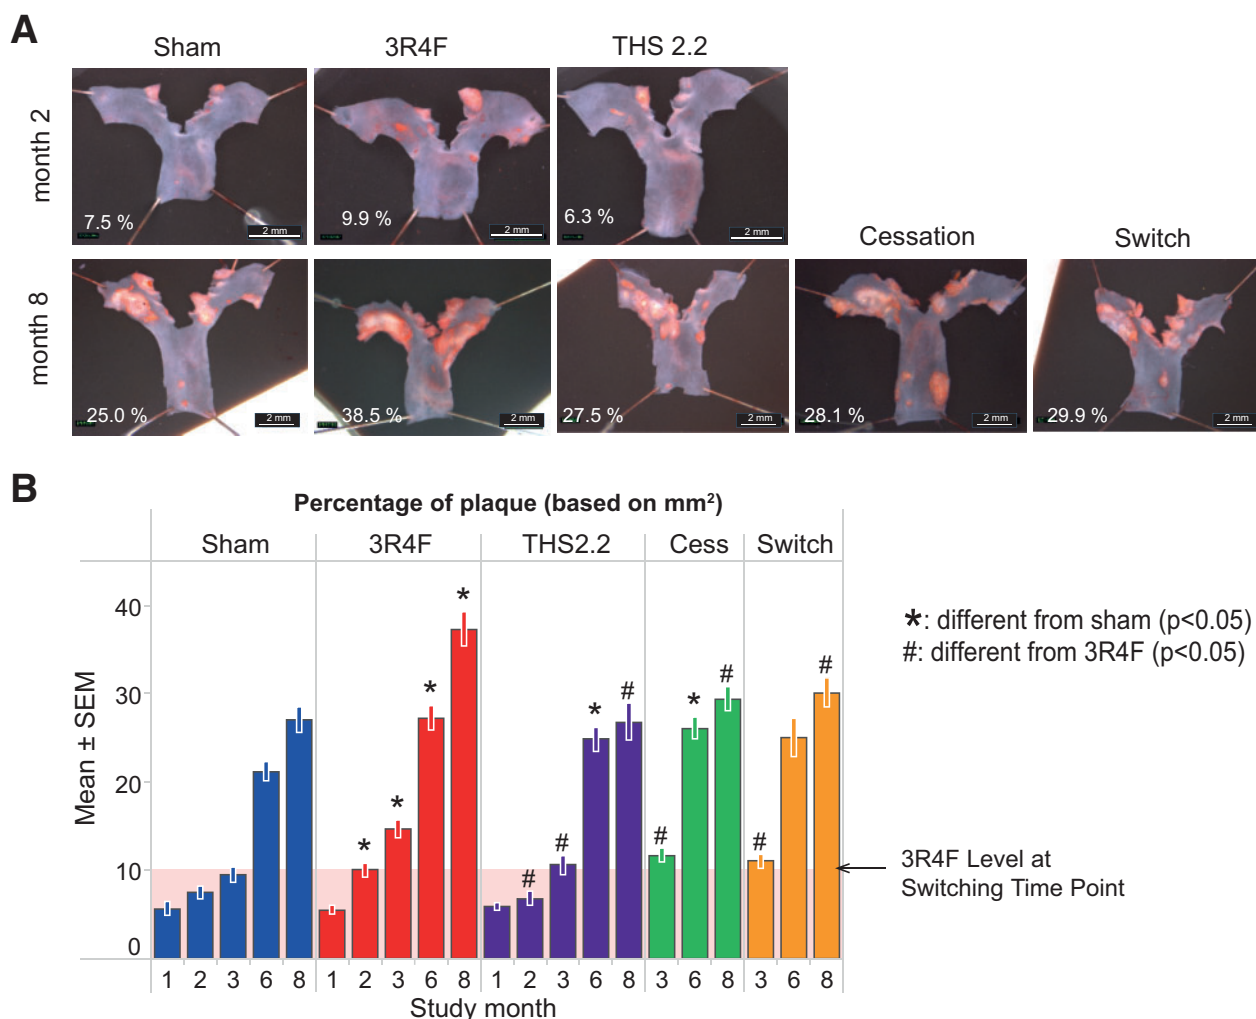 A
Sham 3R4F THS 2.2
month 2
7.5 % 2 mm
9.9 % 2 mm
6.3 % 2 mm
Cessation Switch
month 8
25.0 % 2 mm
38.5 % 2 mm
27.5 % 2 mm
28.1 % 2 mm
29.9 % 2 mm
B
Percentage of plaque (based on mm²)
Sham 3R4F THS2.2 Cess Switch
Mean ± SEM
40
30
20
10
0
* * * * # # * # # * # # #
*: different from sham (p<0.05)
#: different from 3R4F (p<0.05)
3R4F Level at
Switching Time Point
1 2 3 6 8 1 2 3 6 8 1 2 3 6 8 3 6 8 3 6 8
Study month